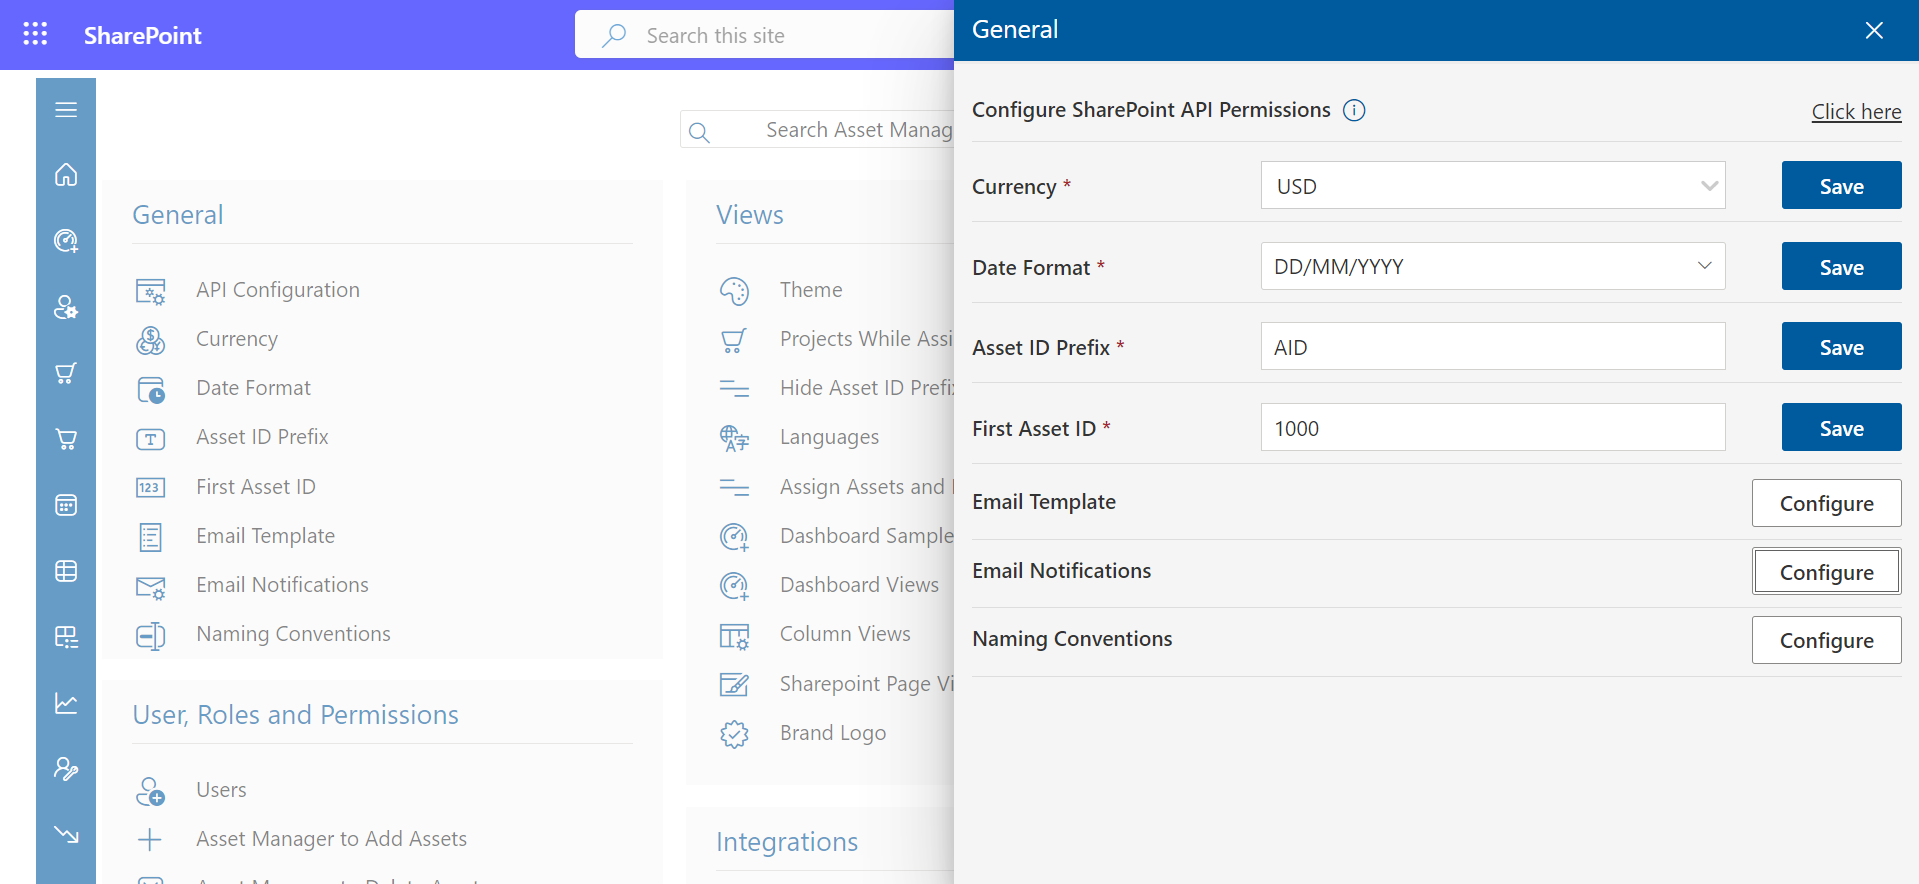 SharePoint
Search this site
Search Asset Manag
General
API Configuration
Currency
Date Format
Asset ID Prefix
First Asset ID
Email Template
Email Notifications
Naming Conventions
User, Roles and Permissions
Users
Asset Manager to Add Assets
Views
Theme
Projects While Assi
Hide Asset ID Prefi
Languages
Assign Assets and
Dashboard Sample
Dashboard Views
Column Views
Sharepoint Page Vi
Brand Logo
Integrations
General
Configure SharePoint API Permissions
Click here
Currency * USD Save
Date Format * DD/MM/YYYY Save
Asset ID Prefix * AID Save
First Asset ID * 1000 Save
Email Template Configure
Email Notifications Configure
Naming Conventions Configure